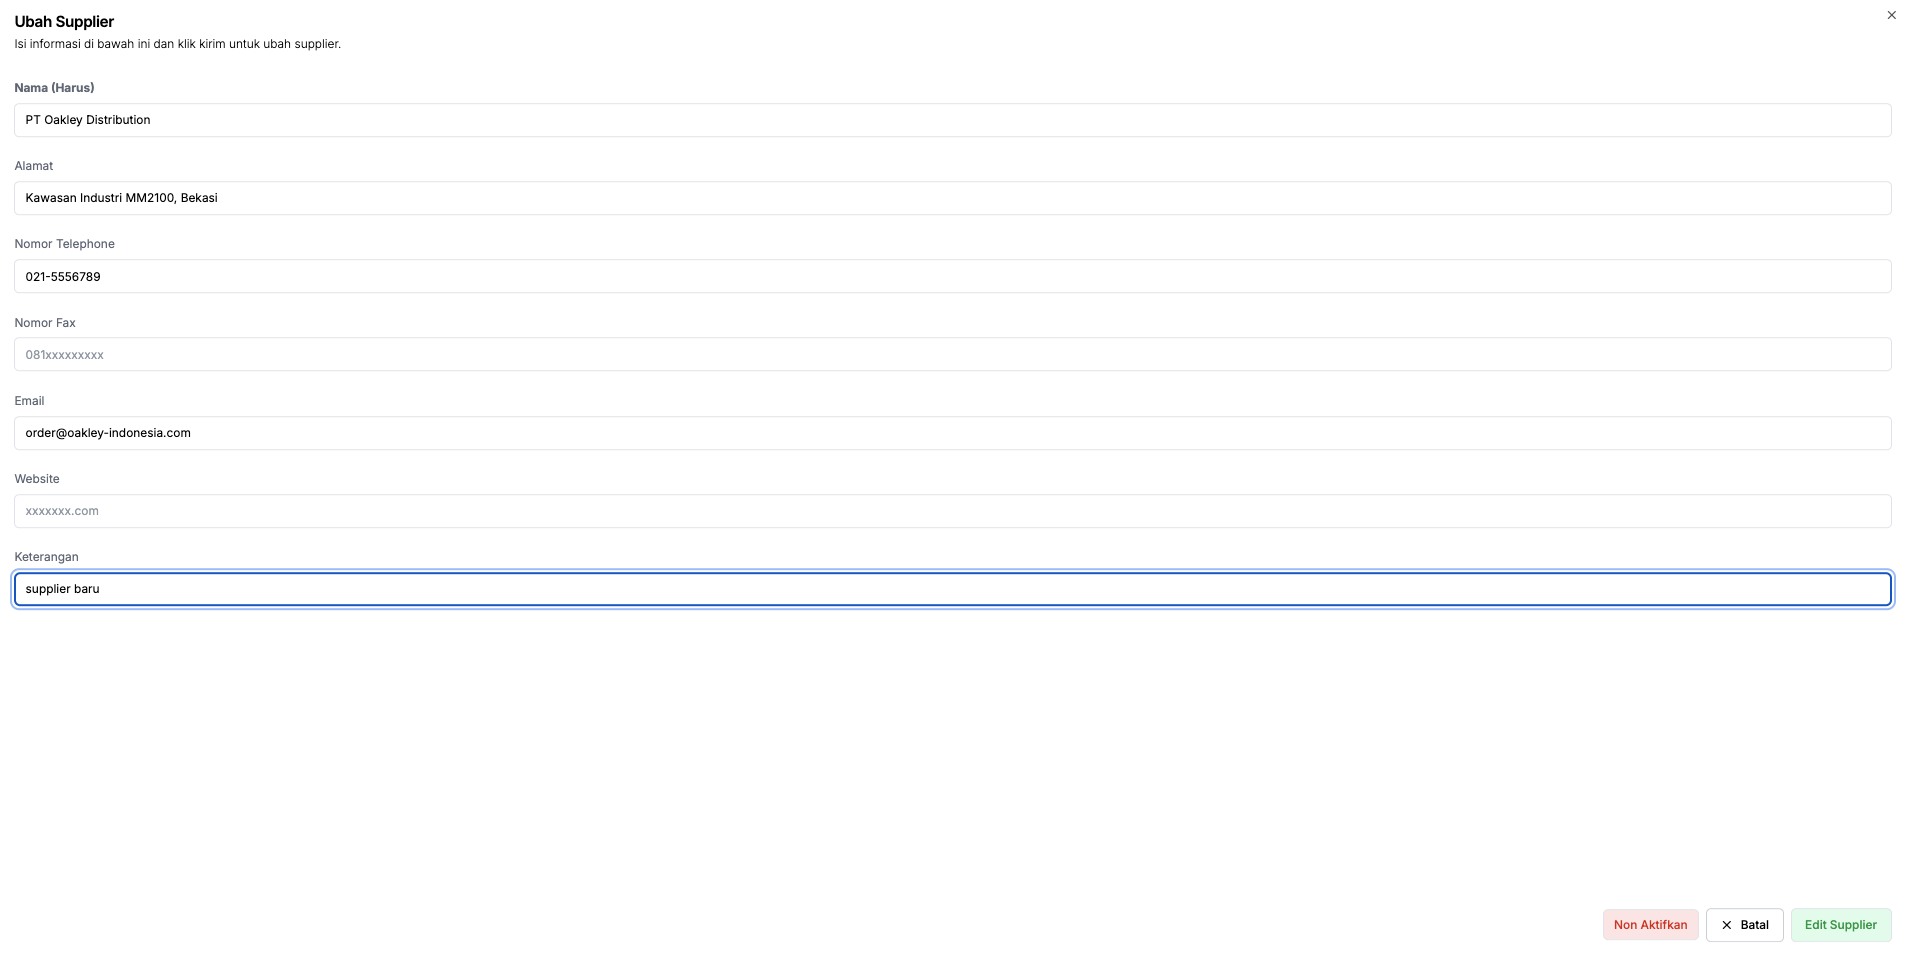 Ubah Supplier
Isi informasi di bawah ini dan klik kirim untuk ubah supplier.
Nama (Harus)
PT Oakley Distribution
Alamat
Kawasan Industri MM2100, Bekasi
Nomor Telephone
021-5556789
Nomor Fax
081xxxxxxxxx
Email
order@oakley-indonesia.com
Website
xxxxxxx.com
Keterangan
supplier baru
Non Aktifkan
Batal
Edit Supplier